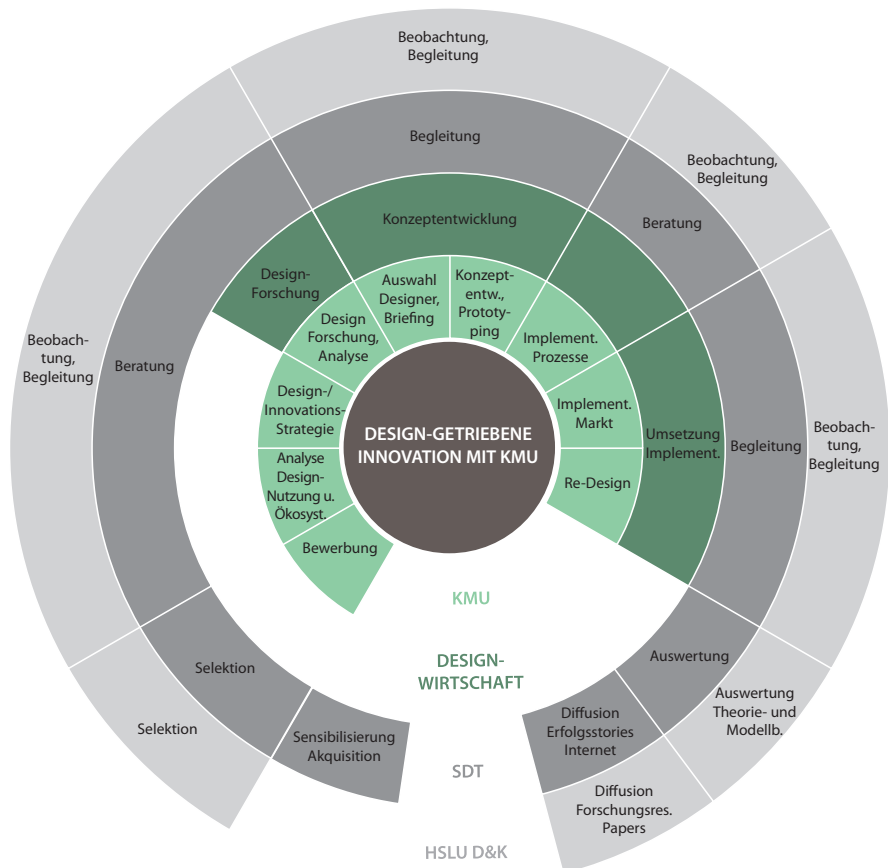 Beobachtung,
Begleitung
Begleitung
Beobachtung,
Begleitung
Konzeptentwicklung
Beratung
Design-
Forschung
Auswahl
Designer,
Briefing
Konzept-
entw.,
Prototy-
ping
Design
Forschung,
Analyse
Implement.
Prozesse
Beobach-
tung,
Begleitung
Beratung
Design-/
Innovations-
Strategie
Implement.
Markt
DESIGN-GETRIEBENE
INNOVATION MIT KMU
Umsetzung
Implement.
Begleitung
Beobach-
tung,
Begleitung
Analyse
Design-
Nutzung u.
Ökosyst.
Re-Design
Bewerbung
KMU
DESIGN-
WIRTSCHAFT
Selektion
Auswertung
Selektion
Sensibilisierung
Akquisition
Diffusion
Erfolgsstories
Internet
Auswertung
Theorie- und
Modellb.
SDT
Diffusion
Forschungsres.
Papers
HSLU D&K